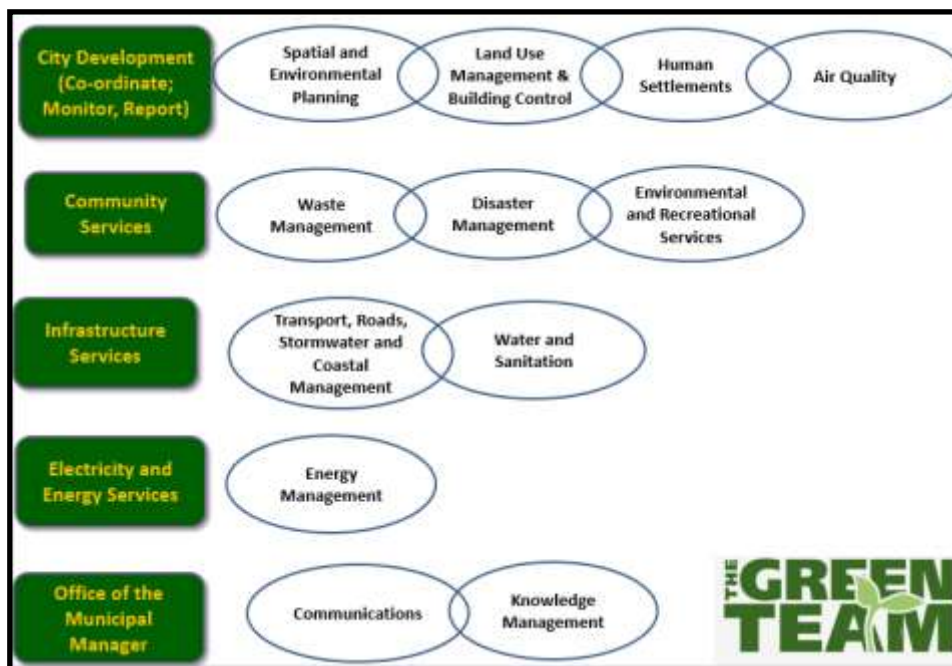 City Development
(Co-ordinate;
Monitor, Report)
Spatial and
Environmental
Planning
Land Use
Management &
Building Control
Human
Settlements
Air Quality
Community
Services
Waste
Management
Disaster
Management
Environmental
and Recreational
Services
Infrastructure
Services
Transport, Roads,
Stormwater and
Coastal
Management
Water and
Sanitation
Electricity and
Energy Services
Energy
Management
Office of the
Municipal
Manager
Communications
Knowledge
Management
THE
GREEN
TEAM